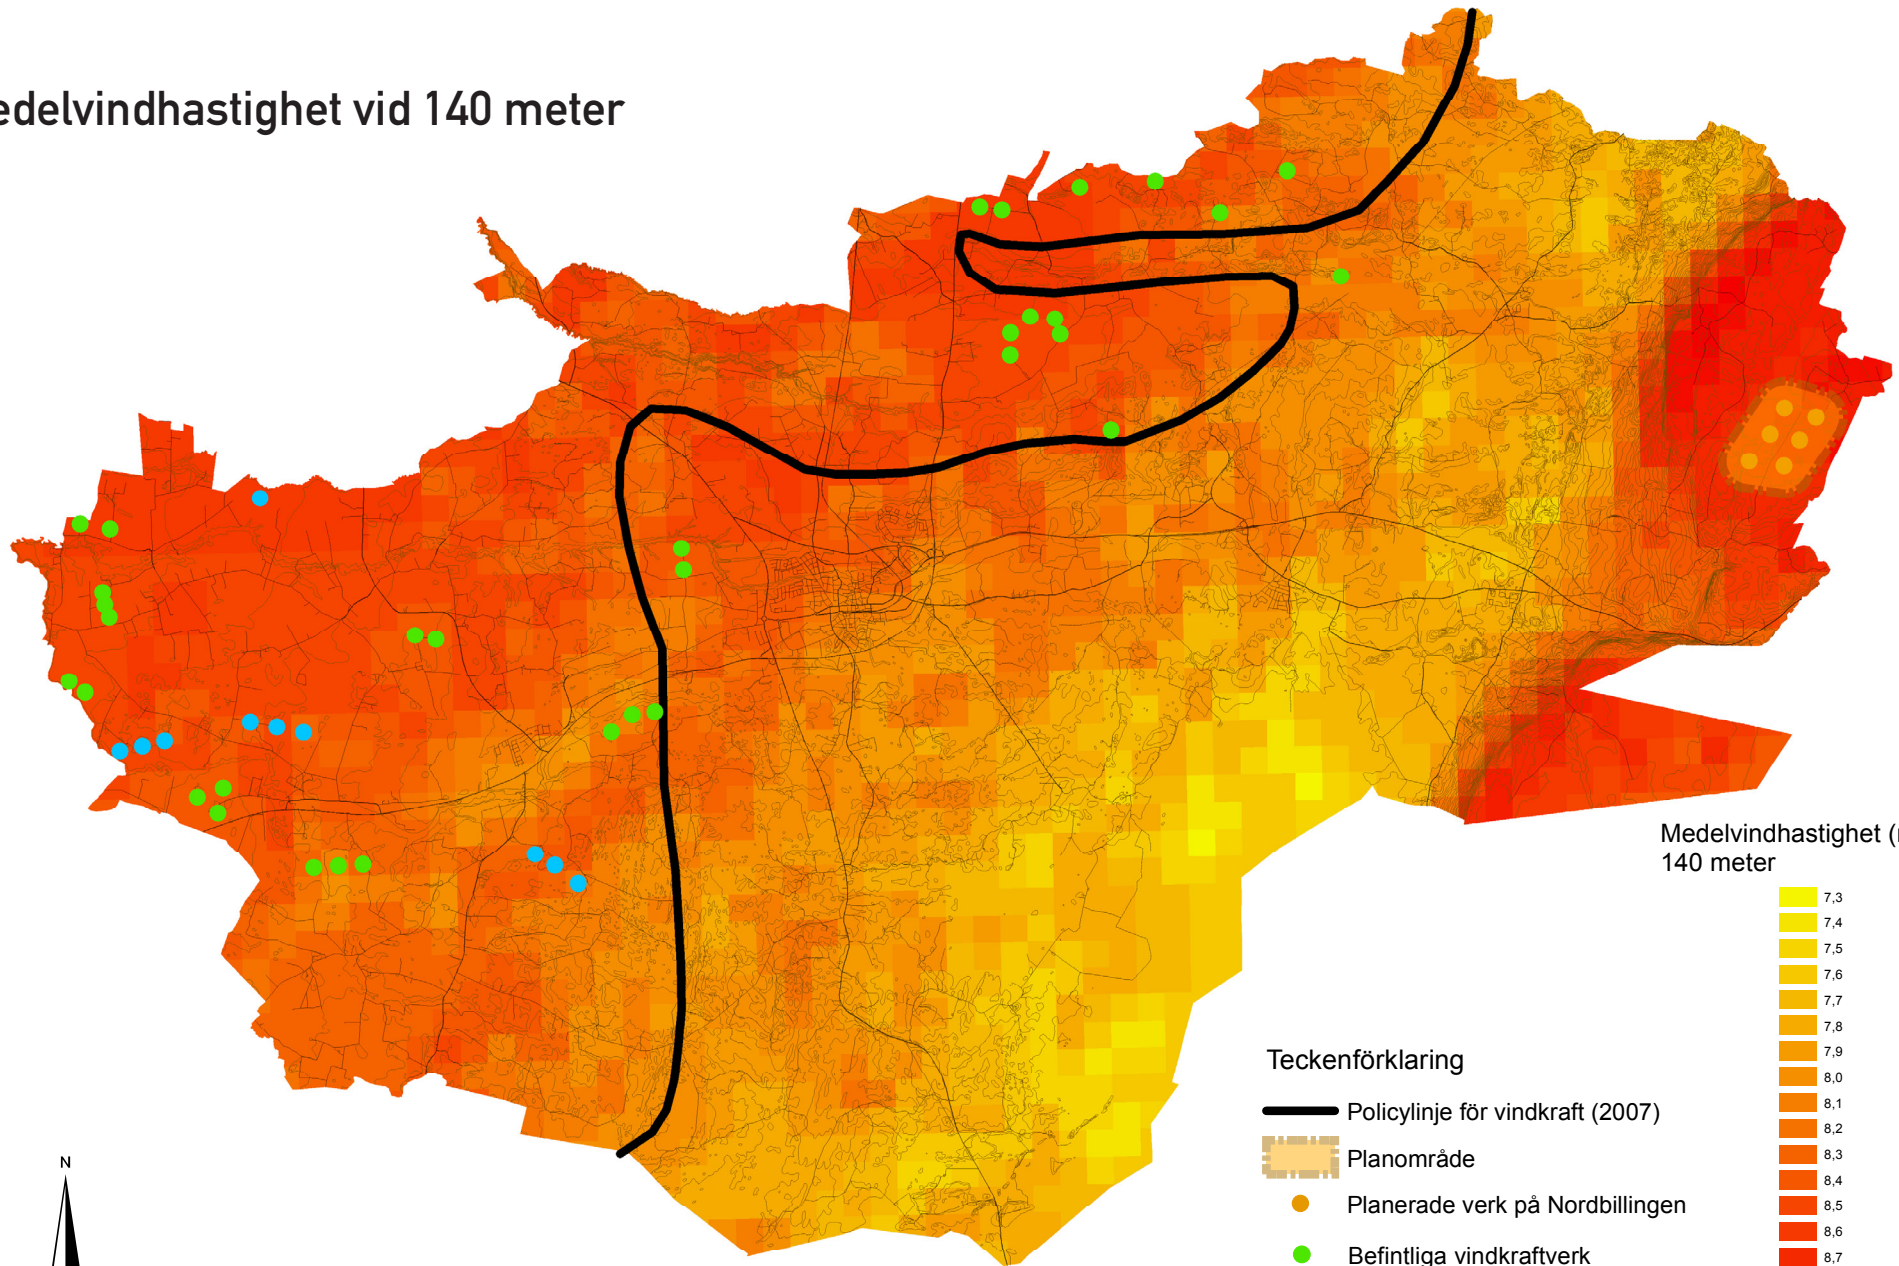 edelvindhastighet vid 140 meter
Medelvindhastighet (
140 meter
7,3
7,4
7,5
7,6
7,7
7,8
7,9
8,0
8,1
8,2
8,3
8,4
8,5
8,6
8,7
Teckenförklaring
Policylinje för vindkraft (2007)
Planområde
Planerade verk på Nordbillingen
Befintliga vindkraftverk
N